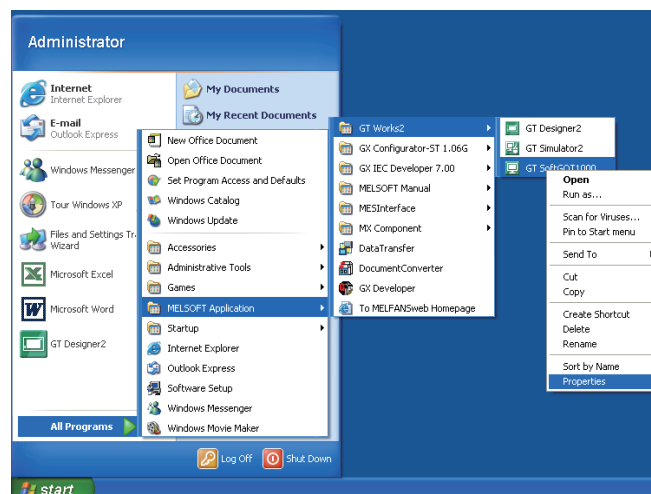 Administrator
Internet
Internet Explorer
E-mail
Outlook Express
Windows Messenger
Tour Windows XP
Files and Settings Tr
Wizard
Microsoft Excel
Microsoft Word
GT Designer2
All Programs
My Documents
My Recent Documents
New Office Document
Open Office Document
Set Program Access and Defaults
Windows Catalog
Windows Update
Accessories
Administrative Tools
Games
MELSOFT Application
Startup
Internet Explorer
Outlook Express
Software Setup
Windows Messenger
Windows Movie Maker
GT Works2
GX Configurator-ST 1.06G
GX IEC Developer 7.00
MELSOFT Manual
MESInterface
MX Component
DataTransfer
DocumentConverter
GX Developer
To MELFANSweb Homepage
GT Designer2
GT Simulator2
GT SoftGOT1000
Open
Run as...
Scan for Viruses...
Pin to Start menu
Send To
Cut
Copy
Create Shortcut
Delete
Rename
Sort by Name
Properties
Log Off
Shut Down
start